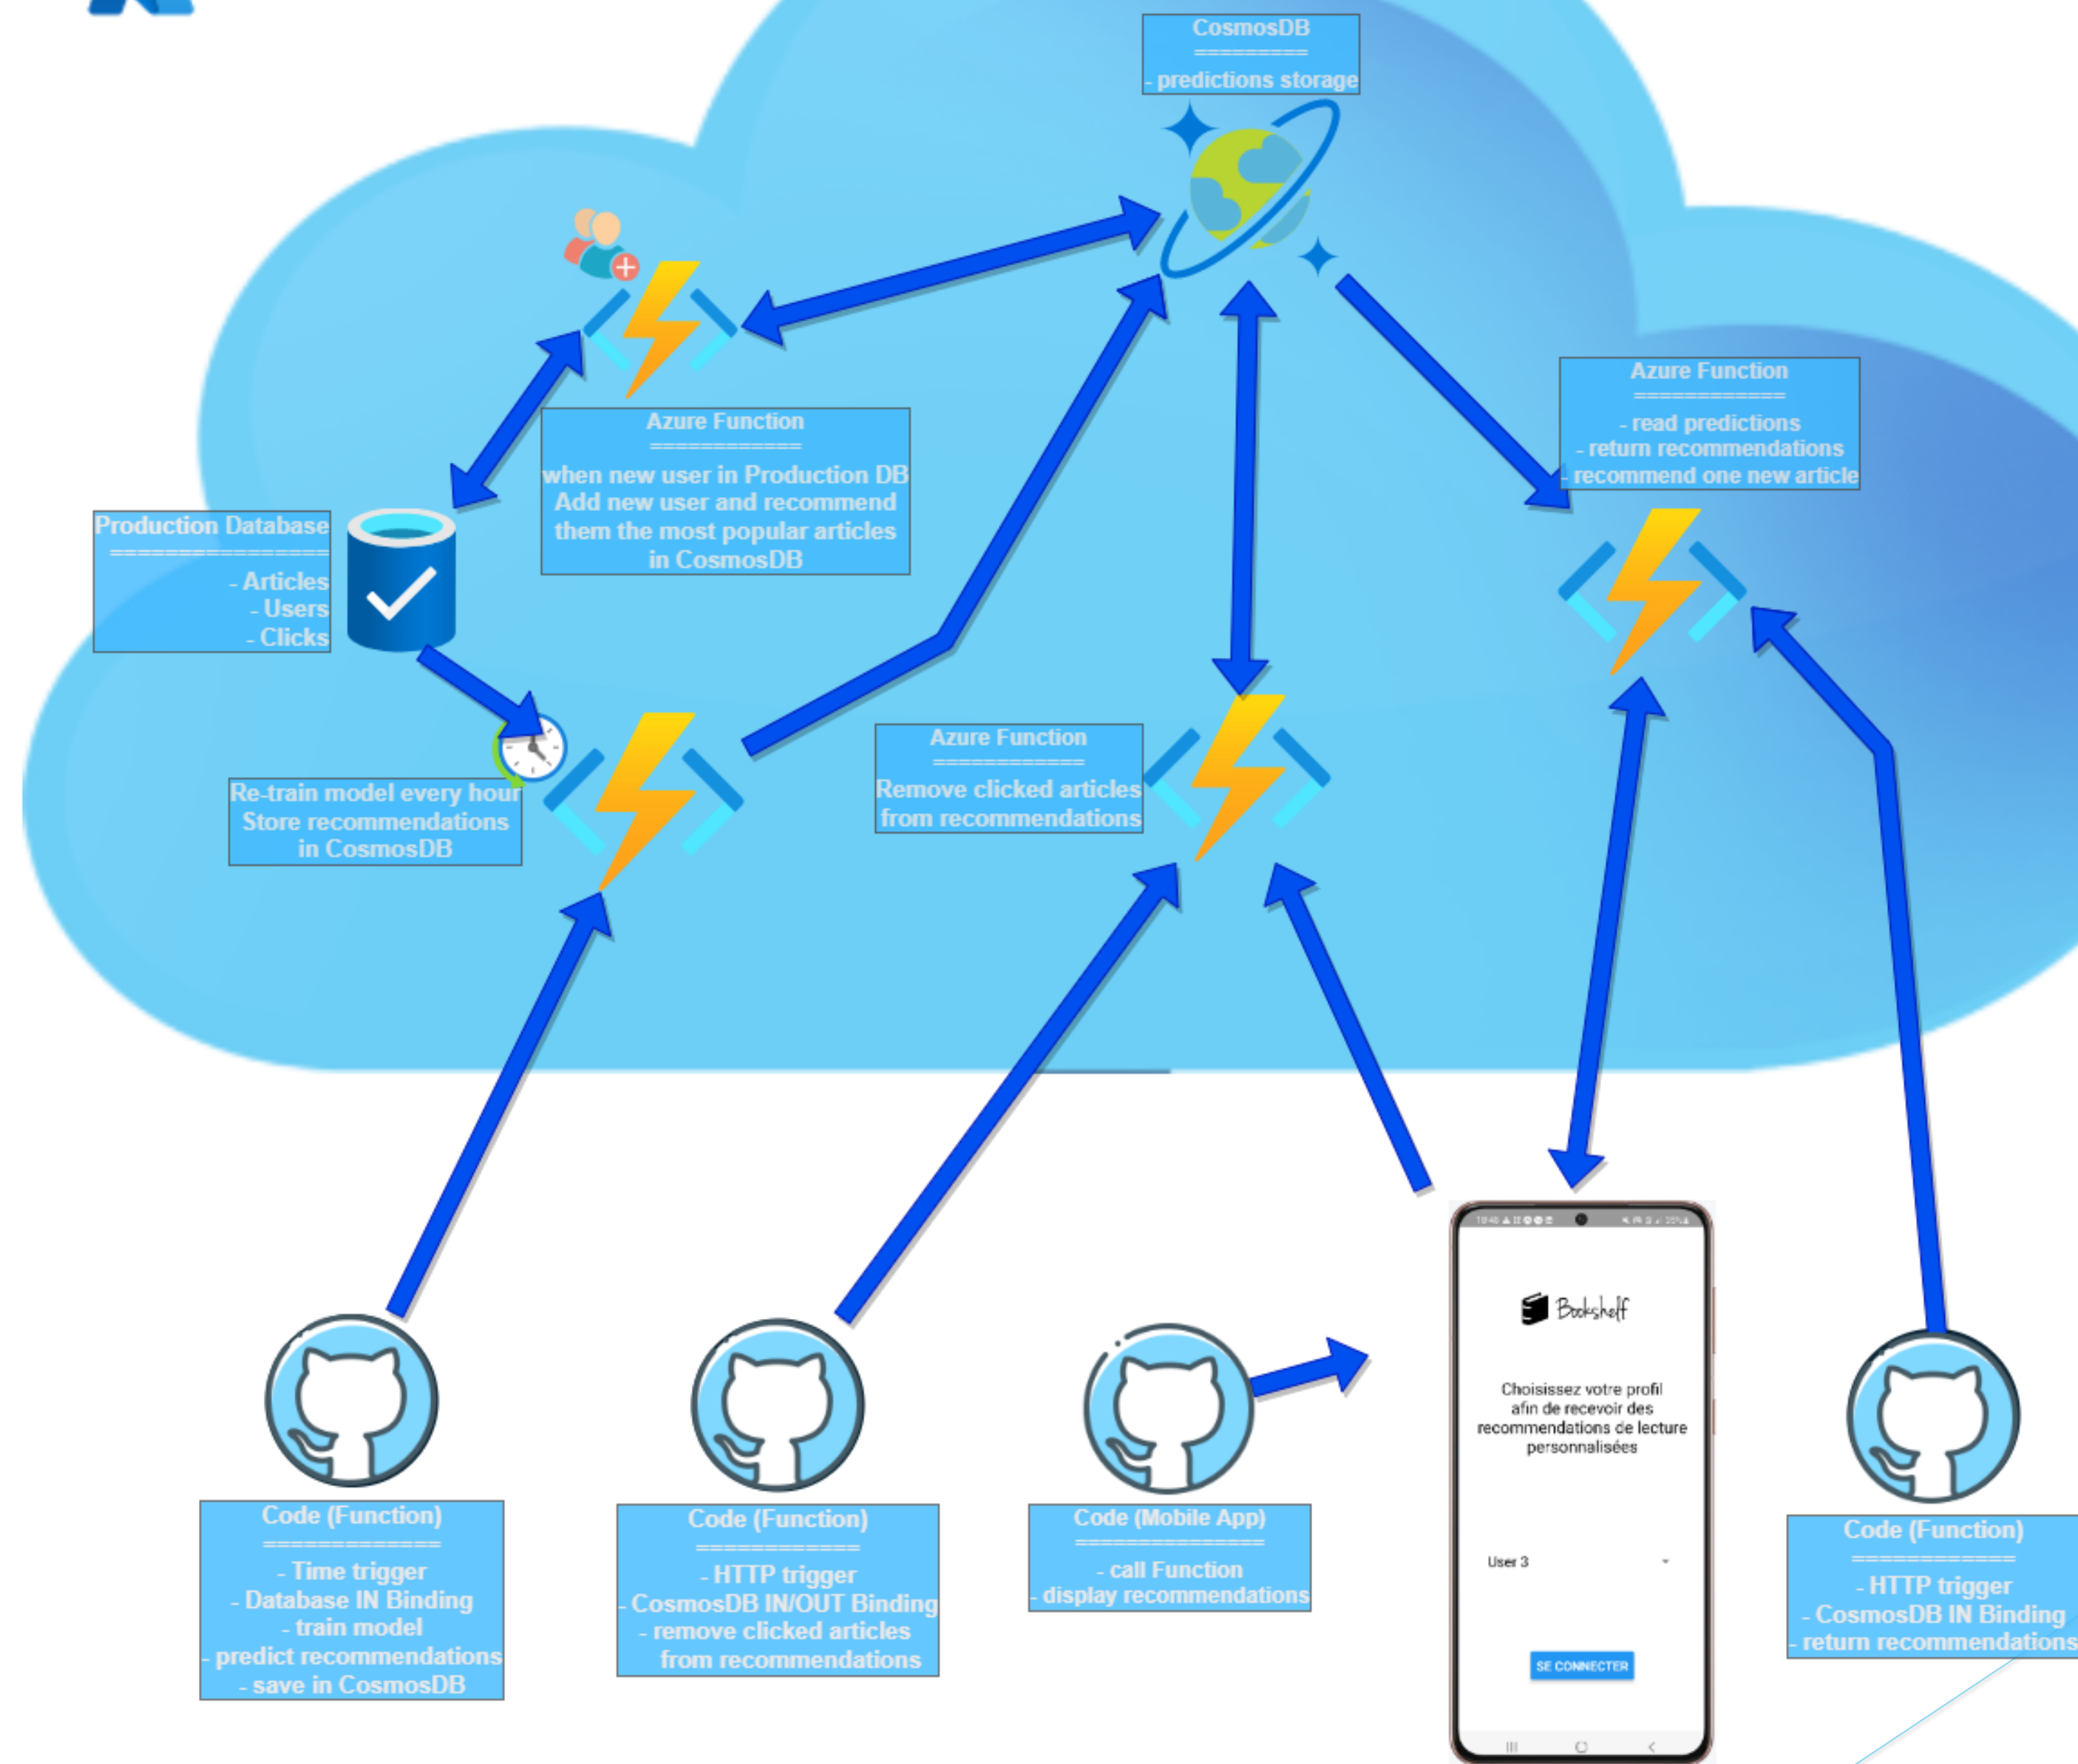 CosmosDB
=========
- predictions storage
Azure Function
============
- read predictions
- return recommendations
- recommend one new article
Azure Function
============
when new user in Production DB
Add new user and recommend
them the most popular articles
in CosmosDB
Production Database
================
- Articles
- Users
- Clicks
Azure Function
============
Remove clicked articles
from recommendations
Re-train model every hour
Store recommendations
in CosmosDB
Bookshelf
Choisissez votre profil
afin de recevoir des
recommendations de lecture
personnalisées
User 3
SE CONNECTER
Code (Function)
=============
- Time trigger
- Database IN Binding
- train model
- predict recommendations
- save in CosmosDB
Code (Function)
============
- HTTP trigger
- CosmosDB IN/OUT Binding
- remove clicked articles
from recommendations
Code (Mobile App)
===============
- call Function
- display recommendations
Code (Function)
============
- HTTP trigger
- CosmosDB IN Binding
- return recommendations